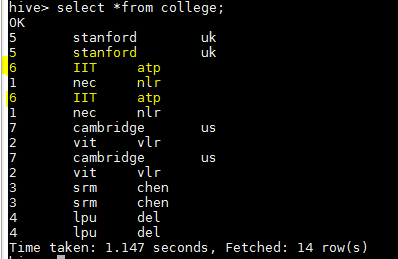 hive> select *from college;
OK
5 stanford uk
5 stanford uk
6 IIT atp
1 nec nlr
6 IIT atp
1 nec nlr
7 cambridge us
2 vit vlr
7 cambridge us
2 vit vlr
3 srm chen
3 srm chen
4 lpu del
4 lpu del
Time taken: 1.147 seconds, Fetched: 14 row(s)